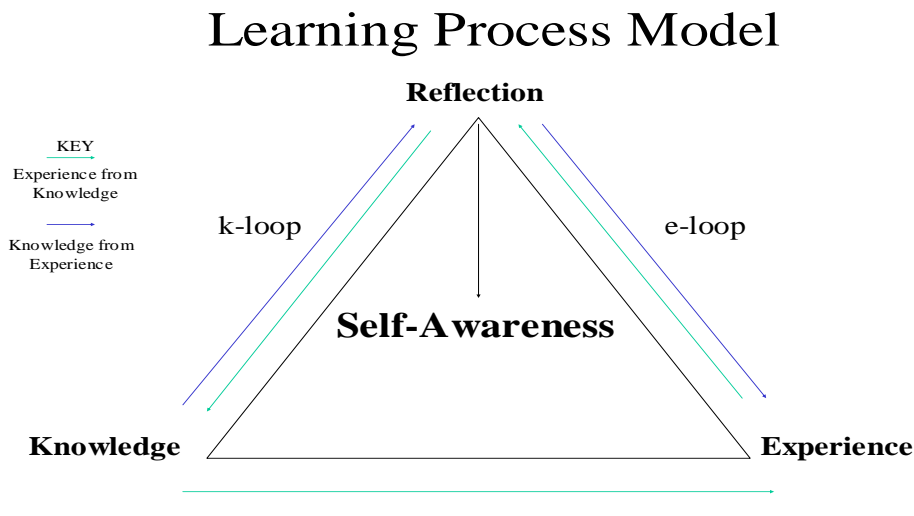 Learning Process Model
Reflection
KEY
Experience from
Knowledge
k-loop
e-loop
Knowledge from
Experience
Self-Awareness
Knowledge
Experience